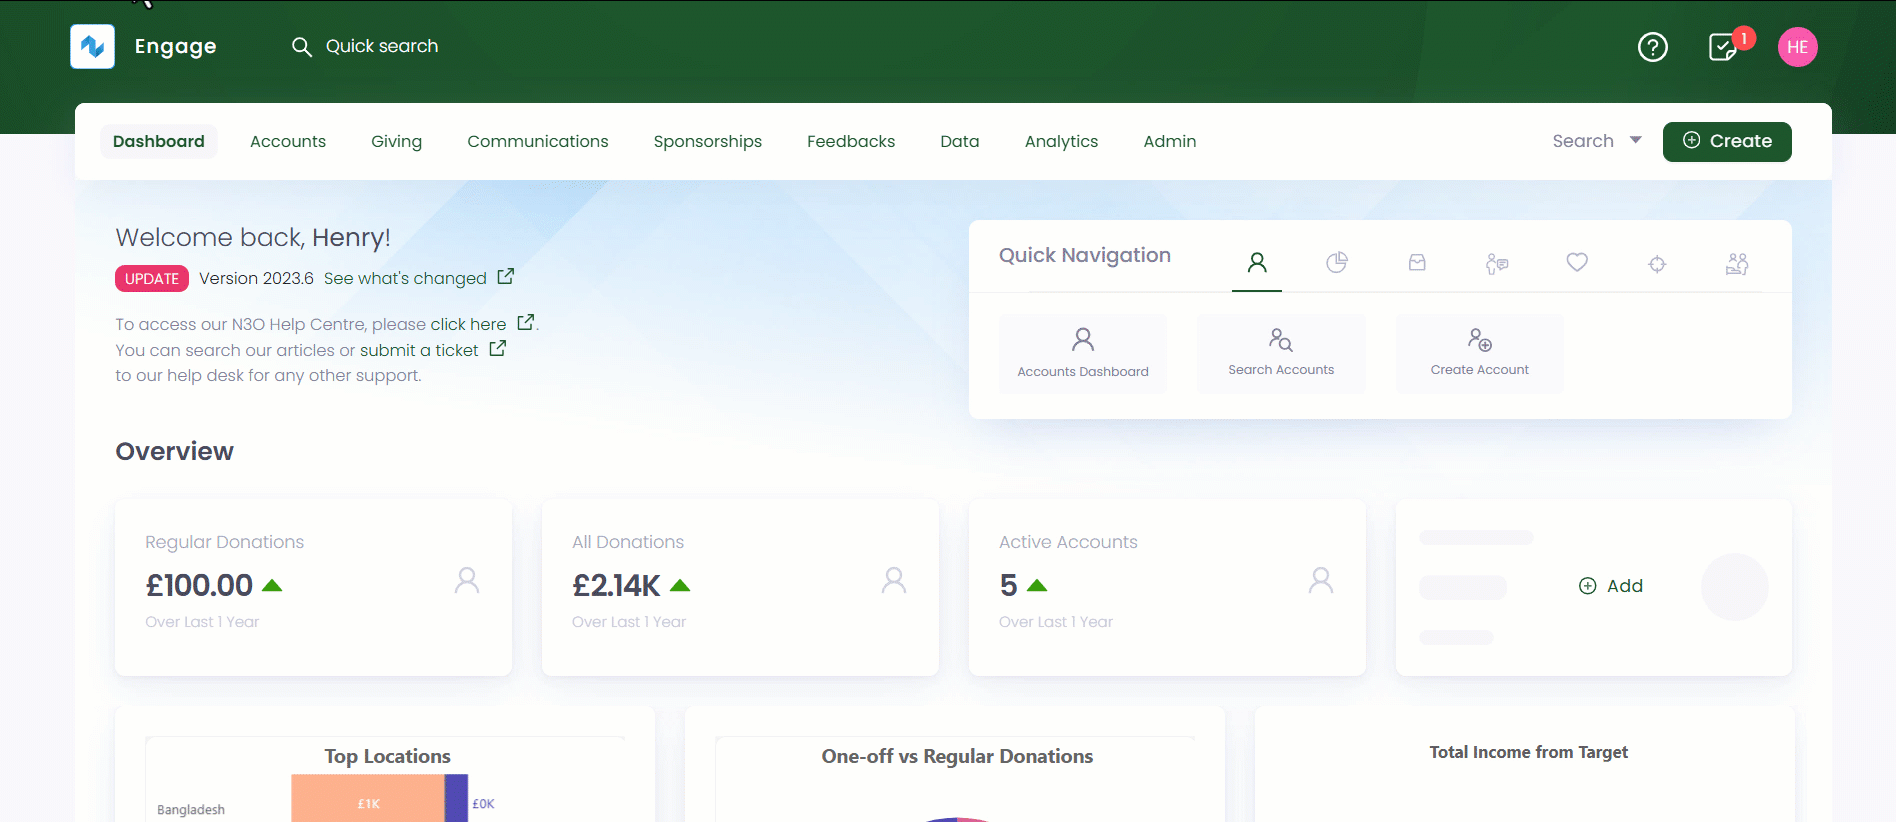 Engage
Quick search
1
HE
Dashboard
Accounts
Giving
Communications
Sponsorships
Feedbacks
Data
Analytics
Admin
Search
Create
Welcome back, Henry!
UPDATE Version 2023.6 See what's changed
To access our N3O Help Centre, please click here .
You can search our articles or submit a ticket
to our help desk for any other support.
Quick Navigation
Accounts Dashboard
Search Accounts
Create Account
Overview
Regular Donations
£100.00
Over Last 1 Year
All Donations
£2.14K
Over Last 1 Year
Active Accounts
5
Over Last 1 Year
Add
Top Locations
Bangladesh
£1K
£0K
One-off vs Regular Donations
Total Income from Target